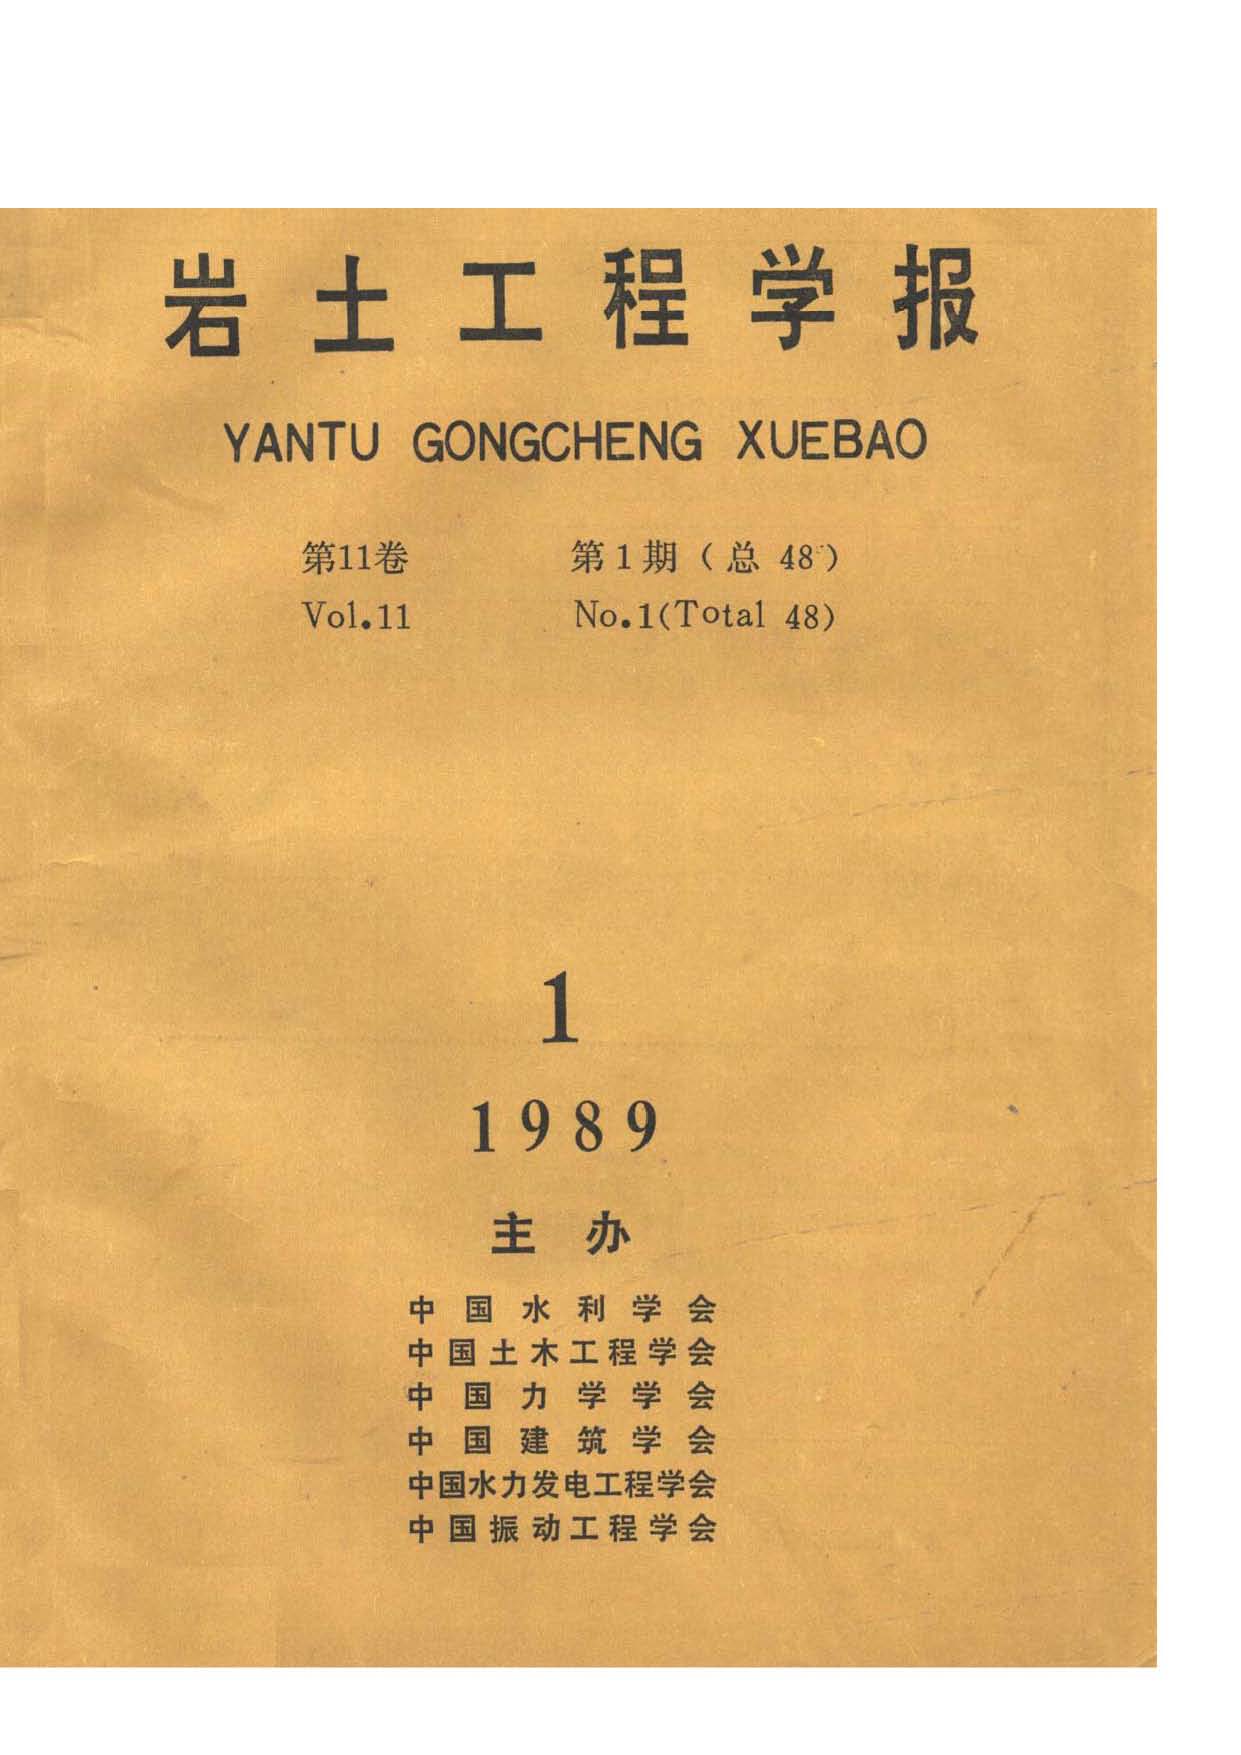 岩土工程学报
YANTU GONGCHENG XUEBAO
第11卷 第1期（总 48）
Vol.11 No.1(Total 48)
1
1989
主办
中国水利学会
中国土木工程学会
中国力学学会
中国建筑学会
中国水力发电工程学会
中国振动工程学会